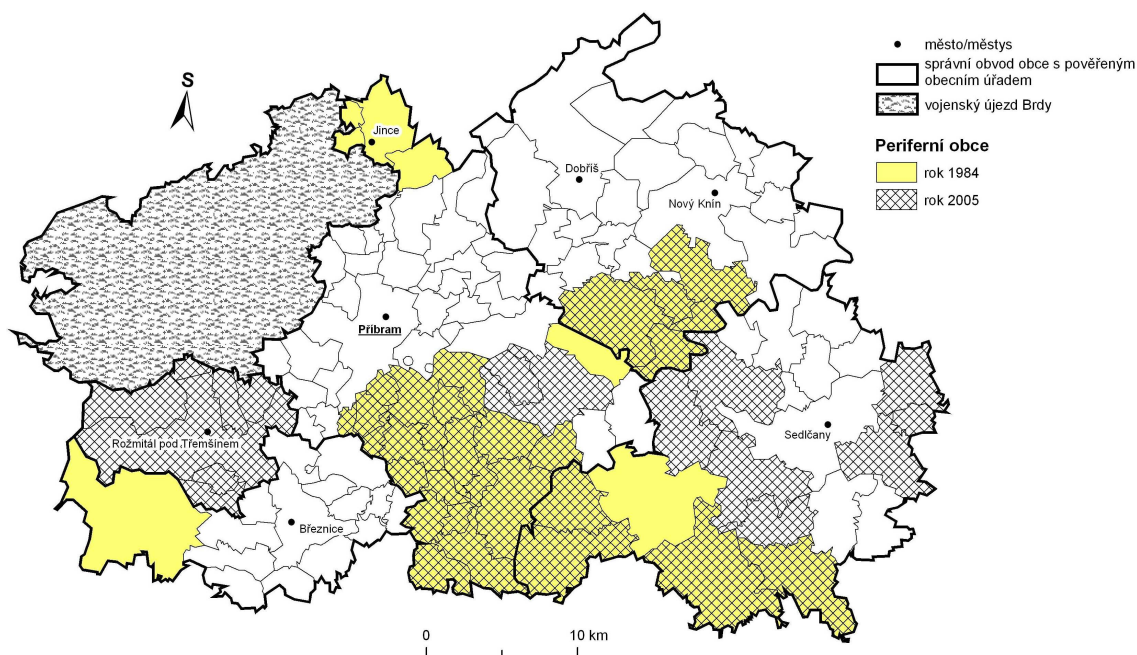 město/městys
správní obvod obce s pověřeným
obecním úřadem
vojenský újezd Brdy
Periferní obce
rok 1984
rok 2005
S
Jince
Dobříš
Nový Knín
Příbram
Sedlčany
Rožmitál pod Třemšínem
Březnice
0 10 km